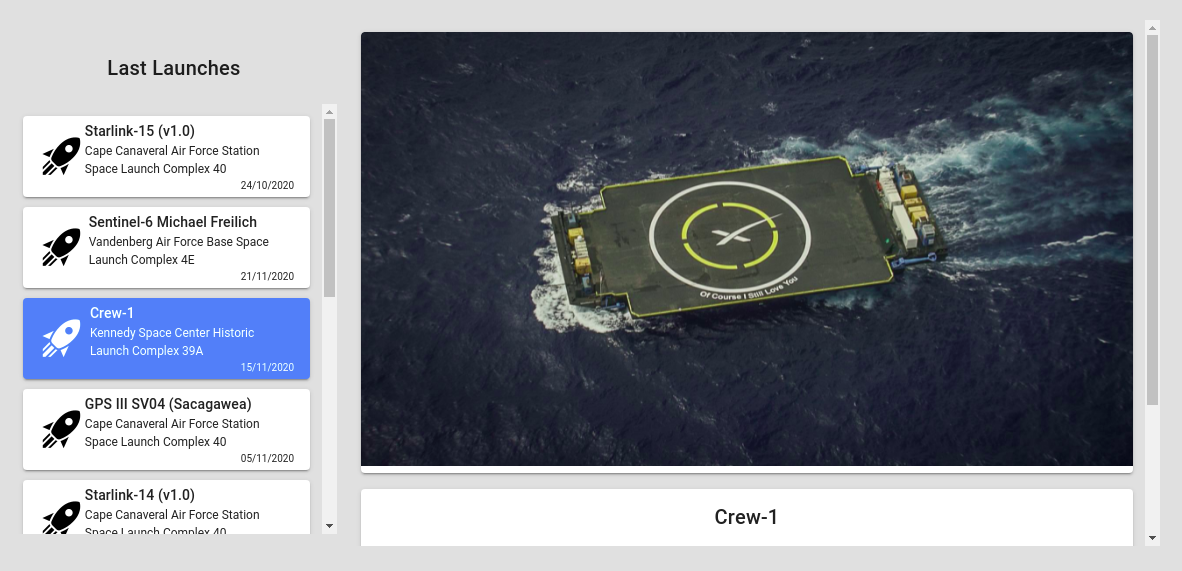 Last Launches
Starlink-15 (v1.0)
Cape Canaveral Air Force Station
Space Launch Complex 40
24/10/2020
Sentinel-6 Michael Freilich
Vandenberg Air Force Base Space
Launch Complex 4E
21/11/2020
Crew-1
Kennedy Space Center Historic
Launch Complex 39A
15/11/2020
GPS III SV04 (Sacagawea)
Cape Canaveral Air Force Station
Space Launch Complex 40
05/11/2020
Starlink-14 (v1.0)
Cape Canaveral Air Force Station
Space Launch Complex 40
Of Course I Still Love You
Crew-1